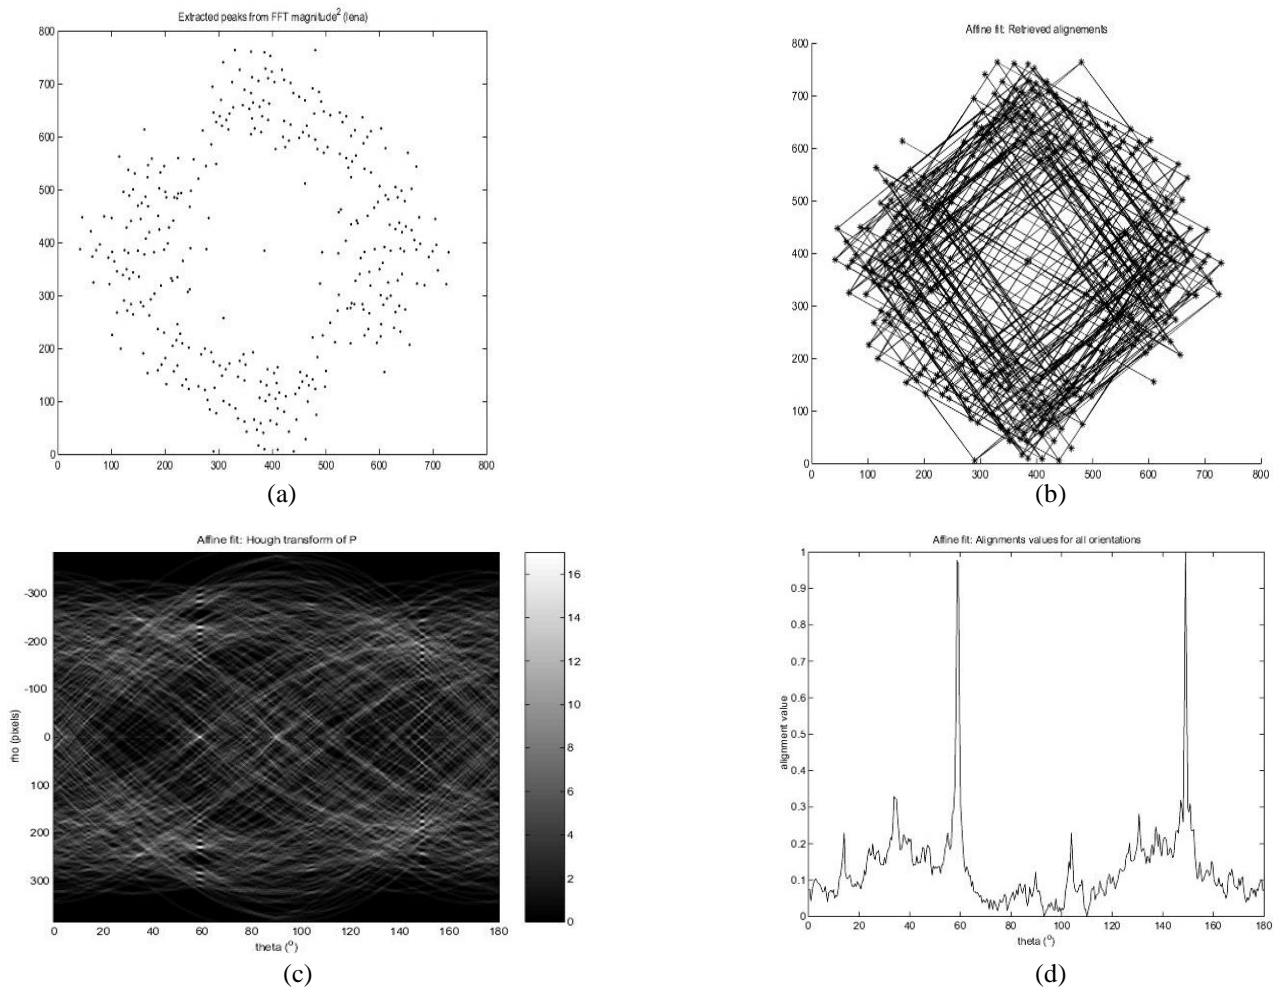 Extracted peaks from FFT magnitude2 (lena)
800
700
600
500
400
300
200
100
0
0 100 200 300 400 500 600 700 800
(a)
Affine fit: Retrieved alignements
800
700
600
500
400
300
200
100
0
0 100 200 300 400 500 600 700 800
(b)
Affine fit: Hough transform of P
rho (pixels)
-300
-200
-100
0
100
200
300
0 20 40 60 80 100 120 140 160 180
theta (o)
16
14
12
10
8
6
4
2
0
(c)
Affine fit: Alignments values for all orientations
alignment value
1
0.9
0.8
0.7
0.6
0.5
0.4
0.3
0.2
0.1
0
0 20 40 60 80 100 120 140 160 180
theta (o)
(d)